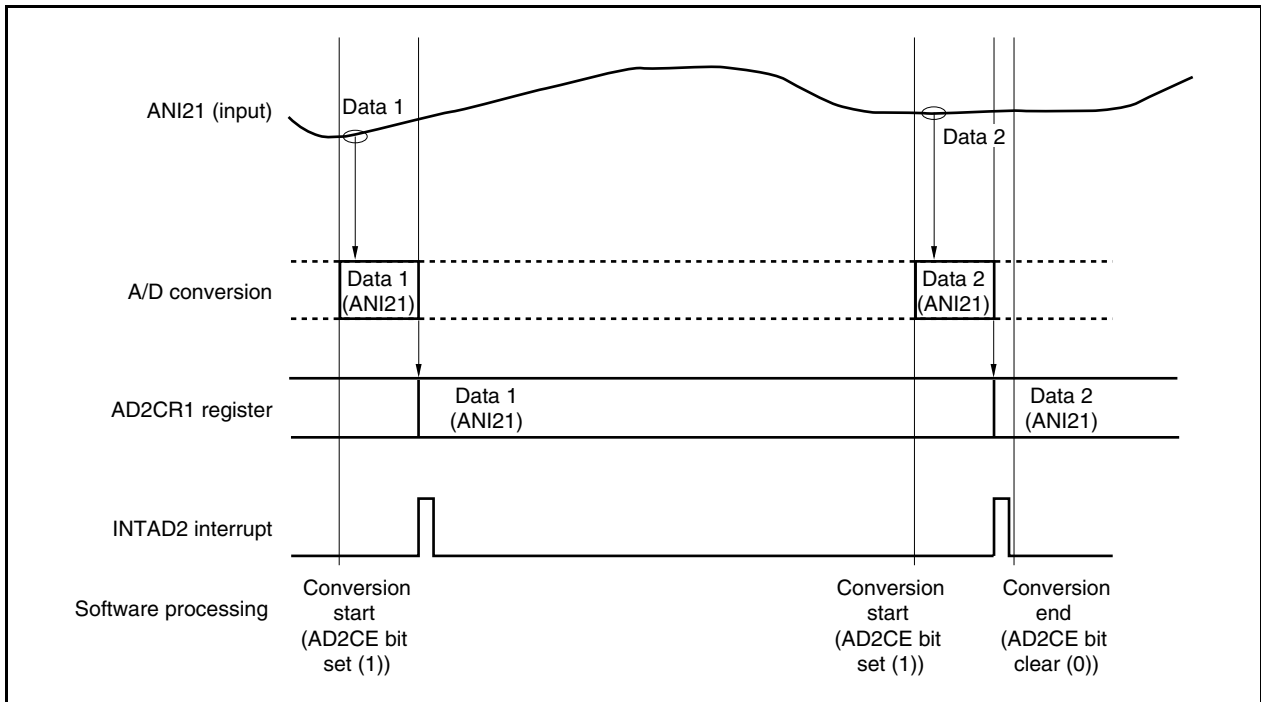 ANI21 (input)
Data 1
Data 2
A/D conversion
Data 1
(ANI21)
Data 2
(ANI21)
AD2CR1 register
Data 1
(ANI21)
Data 2
(ANI21)
INTAD2 interrupt
Software processing
Conversion
start
(AD2CE bit
set (1))
Conversion
start
(AD2CE bit
set (1))
Conversion
end
(AD2CE bit
clear (0))